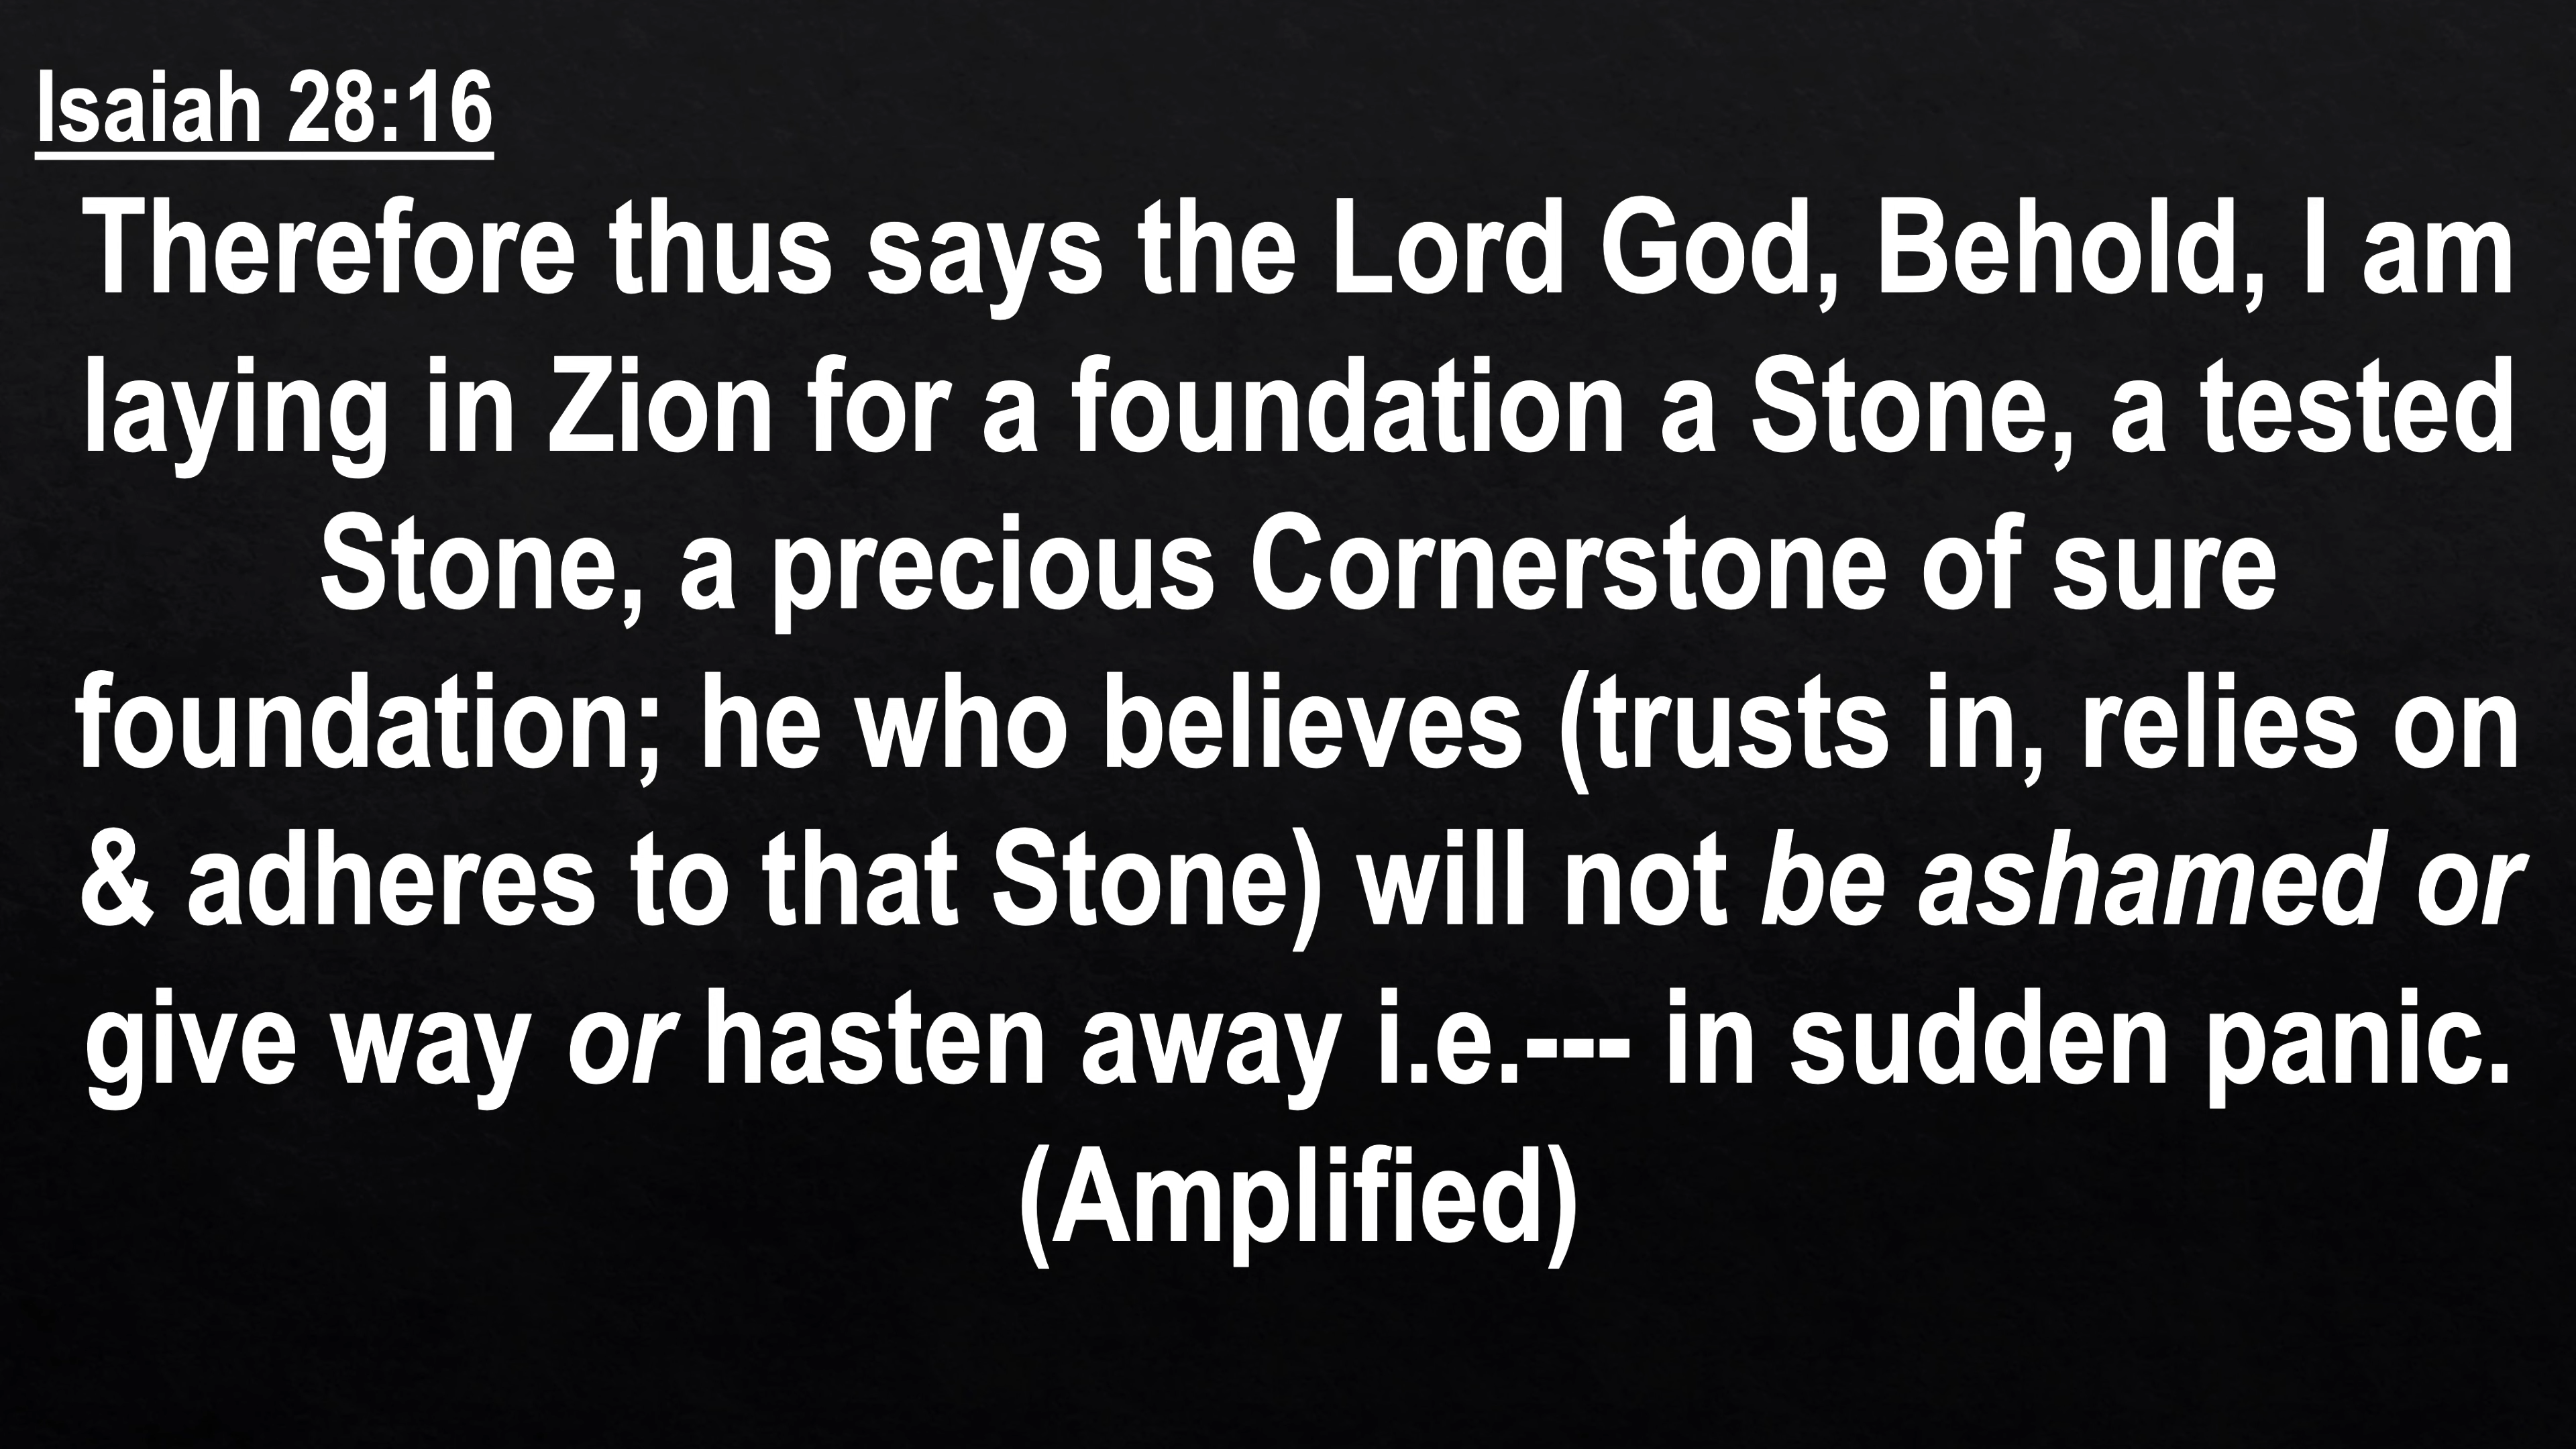 Isaiah 28:16
Therefore thus says the Lord God, Behold, I am
laying in Zion for a foundation a Stone, a tested
Stone, a precious Cornerstone of sure
foundation; he who believes (trusts in, relies on
& adheres to that Stone) will not be ashamed or
give way or hasten away i.e.--- in sudden panic.
(Amplified)